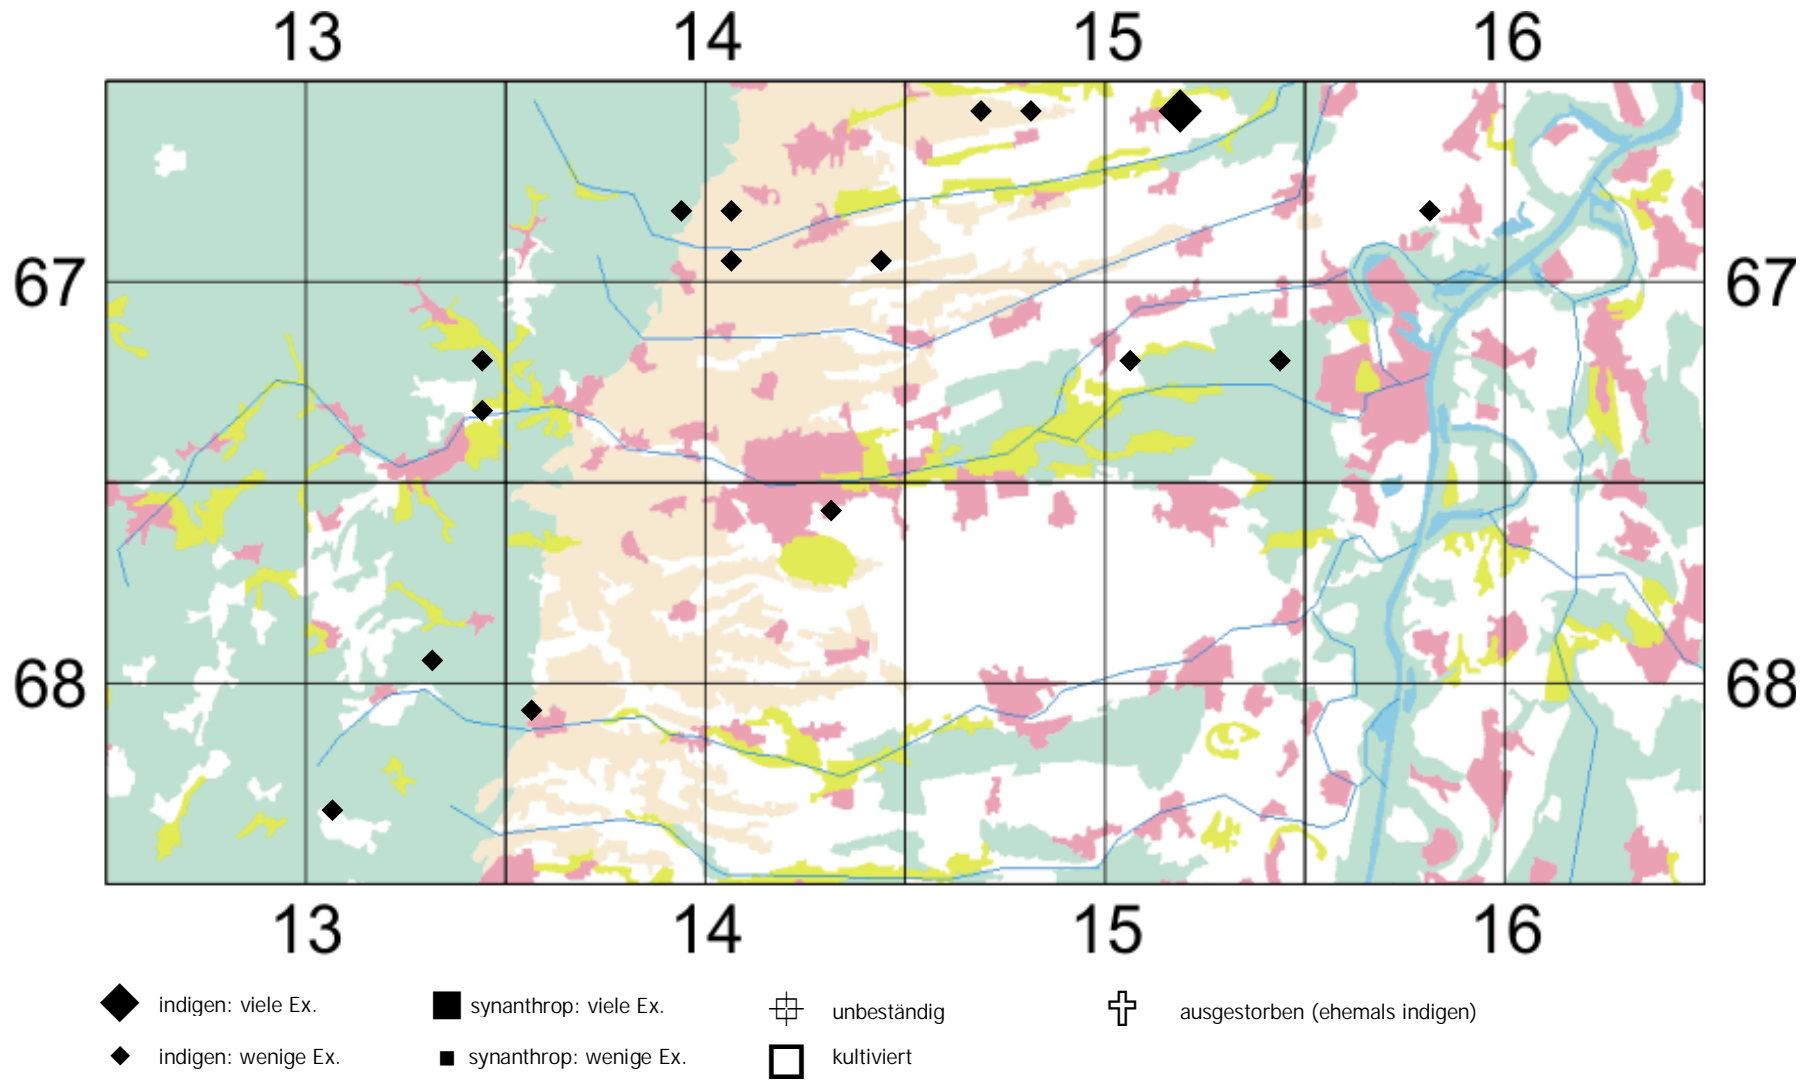 13 14 15 16
67 67
68 68
13 14 15 16
indigen: viele Ex. synanthrop: viele Ex. unbeständig ausgestorben (ehemals indigen)
indigen: wenige Ex. synanthrop: wenige Ex. kultiviert